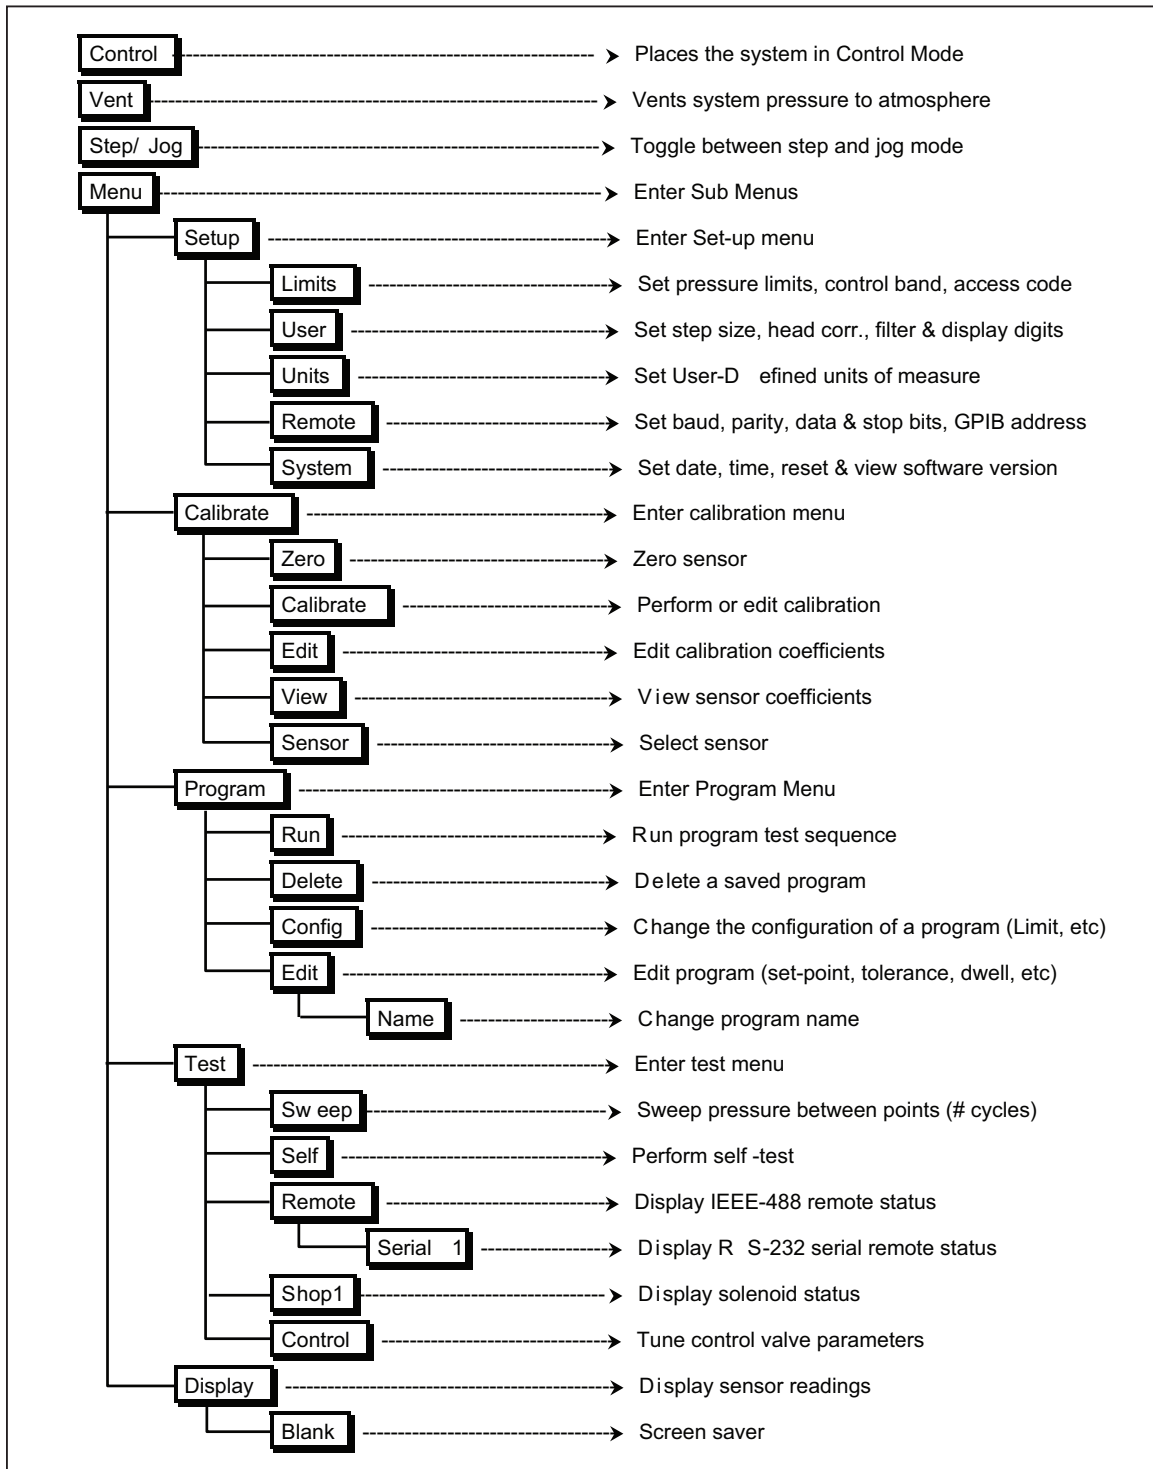 Control Places the system in Control Mode
Vent Vents system pressure to atmosphere
Step/ Jog Toggle between step and jog mode
Menu Enter Sub Menus
Setup Enter Set-up menu
Limits Set pressure limits, control band, access code
User Set step size, head corr., filter & display digits
Units Set User-D efined units of measure
Remote Set baud, parity, data & stop bits, GPIB address
System Set date, time, reset & view software version
Calibrate Enter calibration menu
Zero Zero sensor
Calibrate Perform or edit calibration
Edit Edit calibration coefficients
View View sensor coefficients
Sensor Select sensor
Program Enter Program Menu
Run Run program test sequence
Delete Delete a saved program
Config Change the configuration of a program (Limit, etc)
Edit Edit program (set-point, tolerance, dwell, etc)
Name Change program name
Test Enter test menu
Sw eep Sweep pressure between points (# cycles)
Self Perform self -test
Remote Display IEEE-488 remote status
Serial 1 Display R S-232 serial remote status
Shop1 Display solenoid status
Control Tune control valve parameters
Display Display sensor readings
Blank Screen saver